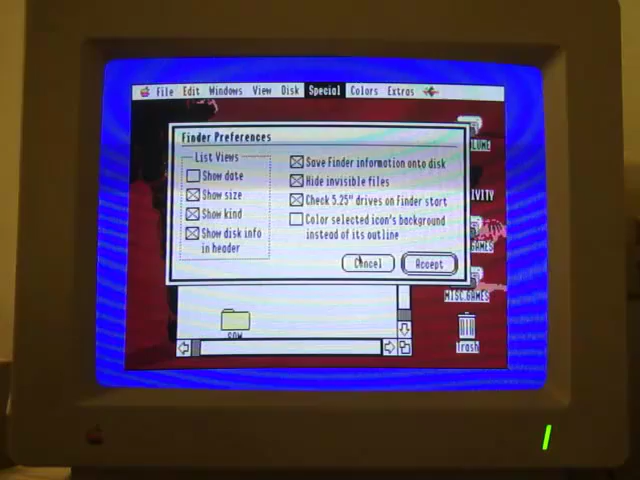 File Edit Windows View Disk Special Colors Extras
Finder Preferences
List Views
Show date
Show size
Show kind
Show disk info
in header
Save Finder information onto disk
Hide invisible files
Check 5.25" drives on Finder start
Color selected icon's background
instead of its outline
Cancel
Accept
GAMES
MISC.GAMES
Trash